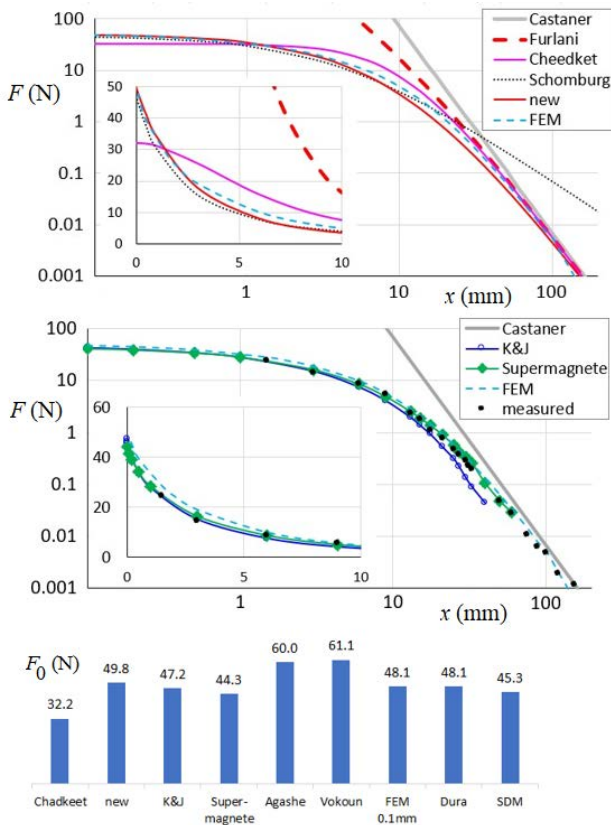 F (N)
100
10
1
0.1
0.01
0.001
Castaner
Furlani
Cheedket
Schomburg
new
FEM
50
40
30
20
10
0
0
5
10
1
10
x (mm)
100
F (N)
100
10
1
0.1
0.01
0.001
Castaner
K&J
Supermagnete
FEM
measured
60
40
20
0
0
5
10
1
10
x (mm)
100
F₀ (N)
32.2
49.8
47.2
44.3
60.0
61.1
48.1
48.1
45.3
Chadkeet
new
K&J
Super-
magnete
Agashe
Vokoun
FEM
0.1mm
Dura
SDM